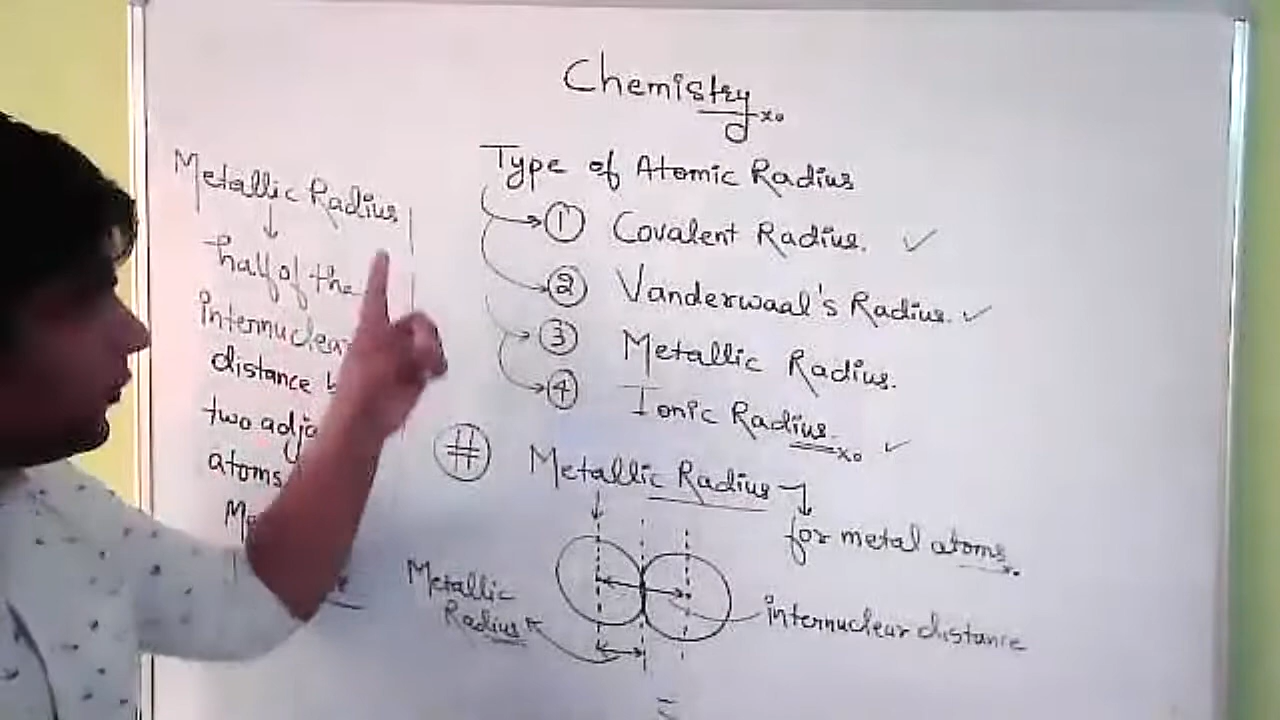 Chemistry
Type of Atomic Radius
1 Covalent Radius. ✓
2 Vanderwaal's Radius. ✓
3 Metallic Radius.
4 Ionic Radius. ✓
Metallic Radius
↓
half of the
internuclear
distance
two
atoms
# Metallic Radius
for metal atoms.
Metallic
Radius
internuclear distance